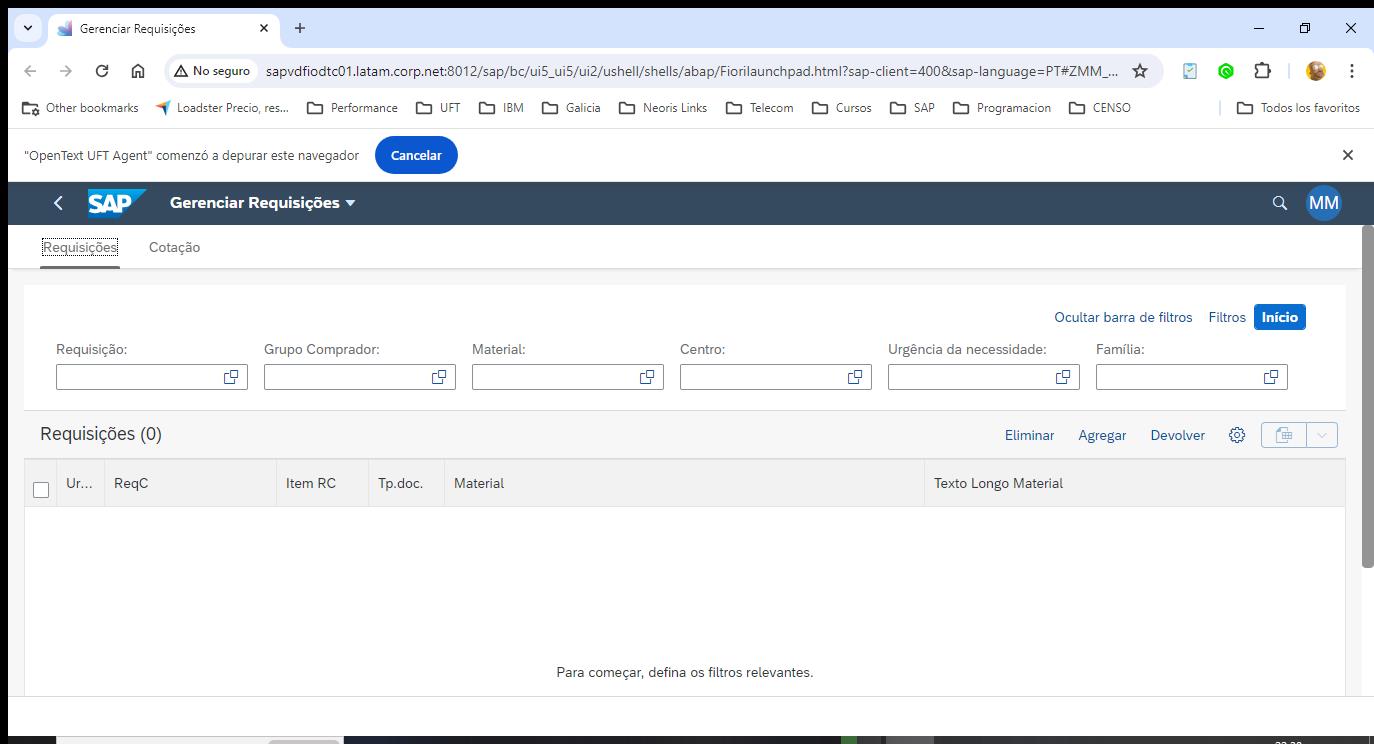 Gerenciar Requisições
No seguro sapvdfiodtc01.latam.corp.net:8012/sap/bc/ui5_ui5/ui2/ushell/shells/abap/Fiorilaunchpad.html?sap-client=400&sap-language=PT#ZMM_...
Other bookmarks Loadster Precio, res... Performance UFT IBM Galicia Neoris Links Telecom Cursos SAP Programacion CENSO Todos los favoritos
"OpenText UFT Agent" comenzó a depurar este navegador Cancelar
SAP Gerenciar Requisições MM
Requisições Cotação
Ocultar barra de filtros Filtros Início
Requisição: Grupo Comprador: Material: Centro: Urgência da necessidade: Família:
Requisições (0) Eliminar Agregar Devolver
Ur... ReqC Item RC Tp.doc. Material Texto Longo Material
Para começar, defina os filtros relevantes.